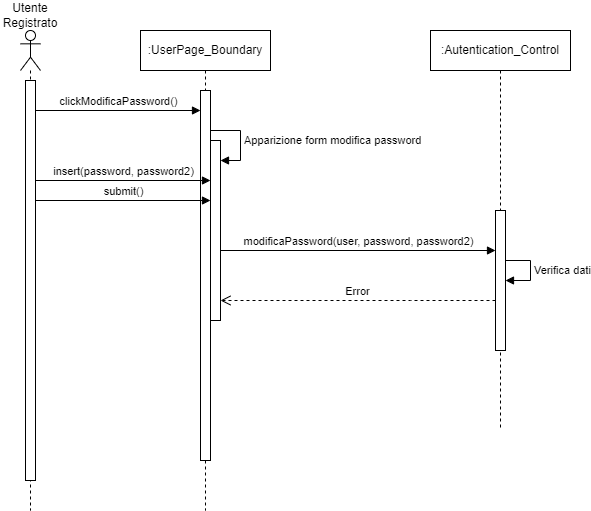 Utente
Registrato
:UserPage_Boundary
:Autentication_Control
clickModificaPassword()
Apparizione form modifica password
insert(password, password2)
submit()
modificaPassword(user, password, password2)
Verifica dati
Error